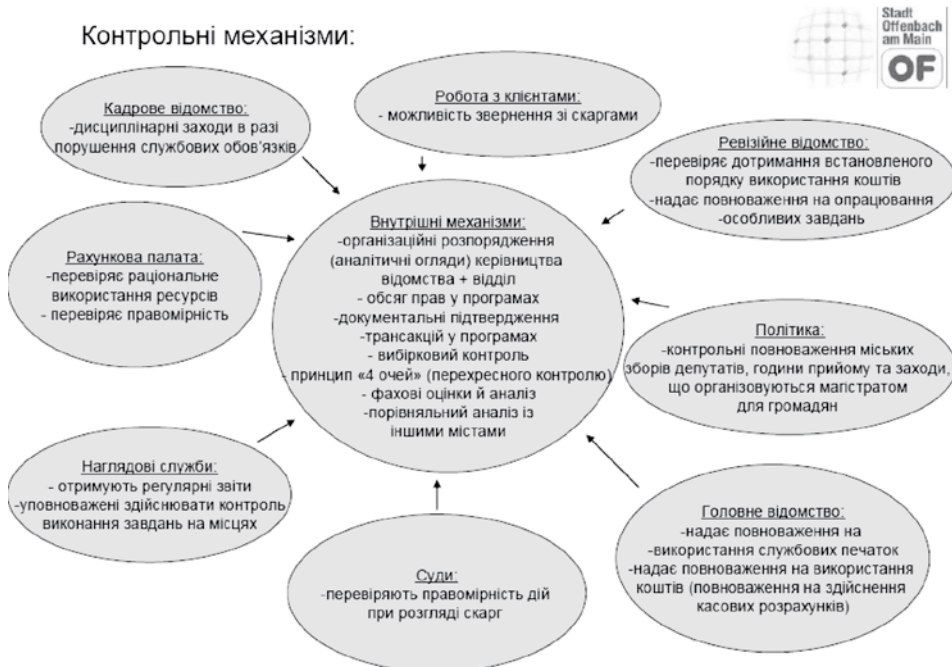 Контрольні механізми:
Stadt
Offenbach
am Main
OF
Кадрове відомство:
-дисциплінарні заходи в разі
порушення службових обов'язків
Робота з клієнтами:
- можливість звернення зі скаргами
Ревізійне відомство:
-перевіряє дотримання встановленого
порядку використання коштів
-надає повноваження на опрацювання
-особливих завдань
Рахункова палата:
-перевіряє раціональне
використання ресурсів
- перевіряє правомірність
Внутрішні механізми:
-організаційні розпорядження
(аналітичні огляди) керівництва
відомства + відділ
- обсяг прав у програмах
-документальні підтвердження
-трансакцій у програмах
- вибірковий контроль
- принцип «4 очей» (перехресного контролю)
- фахові оцінки й аналіз
-порівняльний аналіз із
іншими містами
Політика:
-контрольні повноваження міських
зборів депутатів, години прийому та заходи,
що організовуються магістратом
для громадян
Наглядові служби:
- отримують регулярні звіти
-уповноважені здійснювати контроль
виконання завдань на місцях
Суди:
-перевіряють правомірність дій
при розгляді скарг
Головне відомство:
-надає повноваження на
-використання службових печаток
-надає повноваження на використання
коштів (повноваження на здійснення
касових розрахунків)